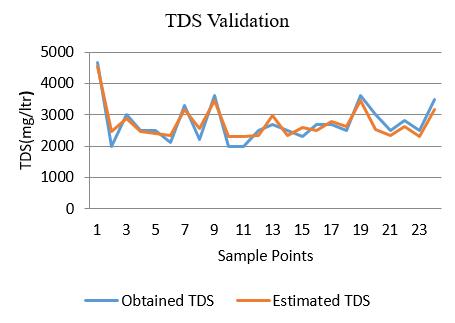 TDS Validation
5000
4000
3000
2000
1000
0
TDS(mg/ltr)
1 3 5 7 9 11 13 15 17 19 21 23
Sample Points
Obtained TDS Estimated TDS